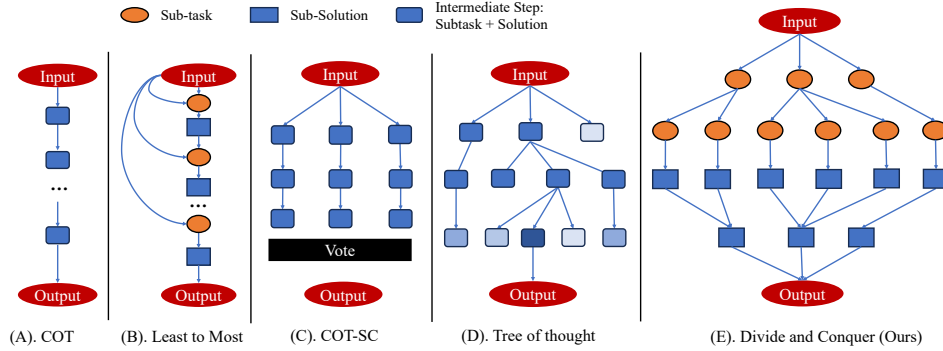 Sub-task
Sub-Solution
Intermediate Step:
Subtask + Solution
Input
Input
Input
Input
Input
...
...
Vote
Output
Output
Output
Output
Output
(A). COT
(B). Least to Most
(C). COT-SC
(D). Tree of thought
(E). Divide and Conquer (Ours)